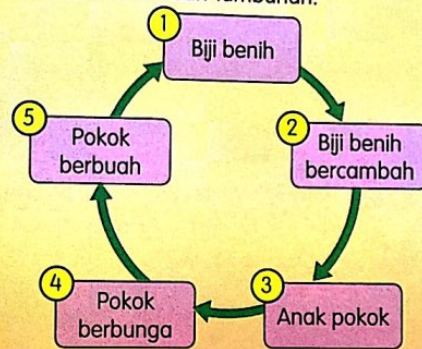 1
Biji benih
2
Biji benih
bercambah
3
Anak pokok
4
Pokok
berbunga
5
Pokok
berbuah